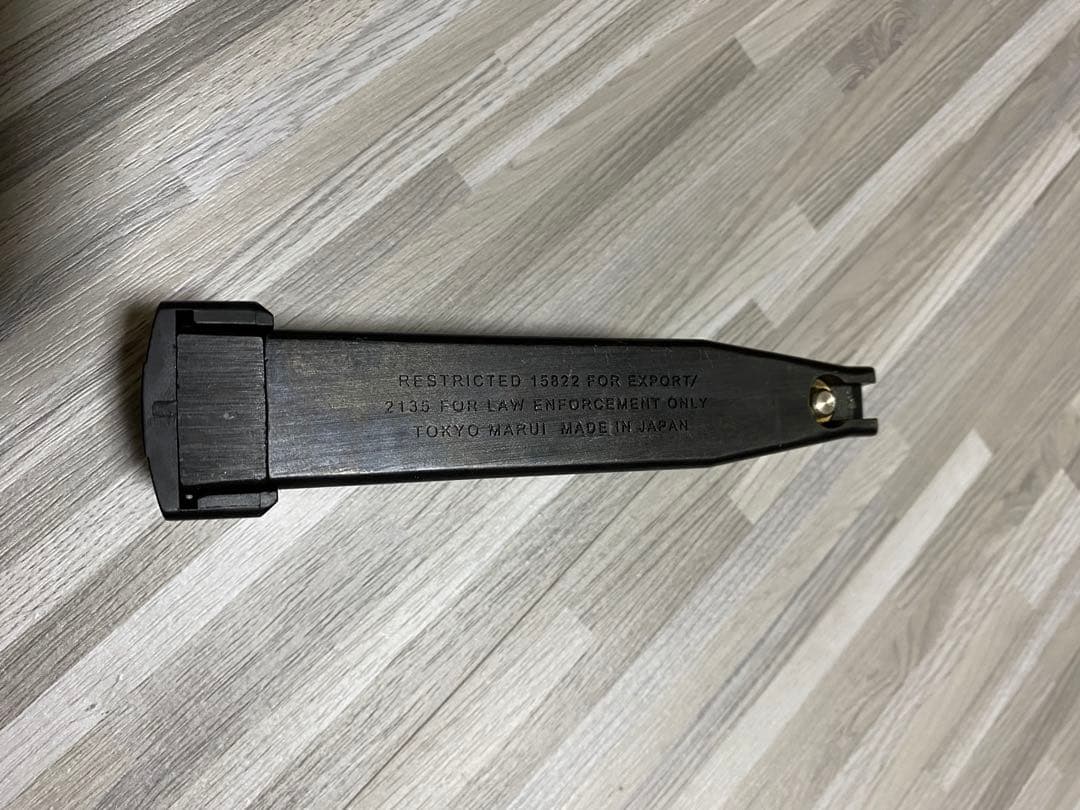 RESTRICTED 15822 FOR EXPORT/
2135 FOR LAW ENFORCEMENT ONLY
TOKYO MARUI MADE IN JAPAN